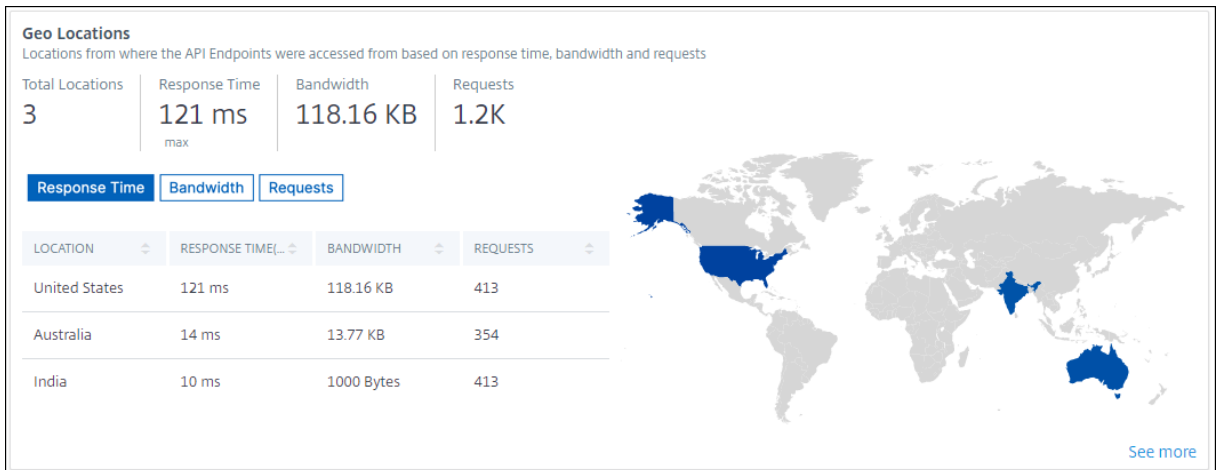 Geo Locations
Locations from where the API Endpoints were accessed from based on response time, bandwidth and requests
Total Locations Response Time Bandwidth Requests
3 121 ms 118.16 KB 1.2K
max
Response Time Bandwidth Requests
LOCATION RESPONSE TIME(... BANDWIDTH REQUESTS
United States 121 ms 118.16 KB 413
Australia 14 ms 13.77 KB 354
India 10 ms 1000 Bytes 413
See more